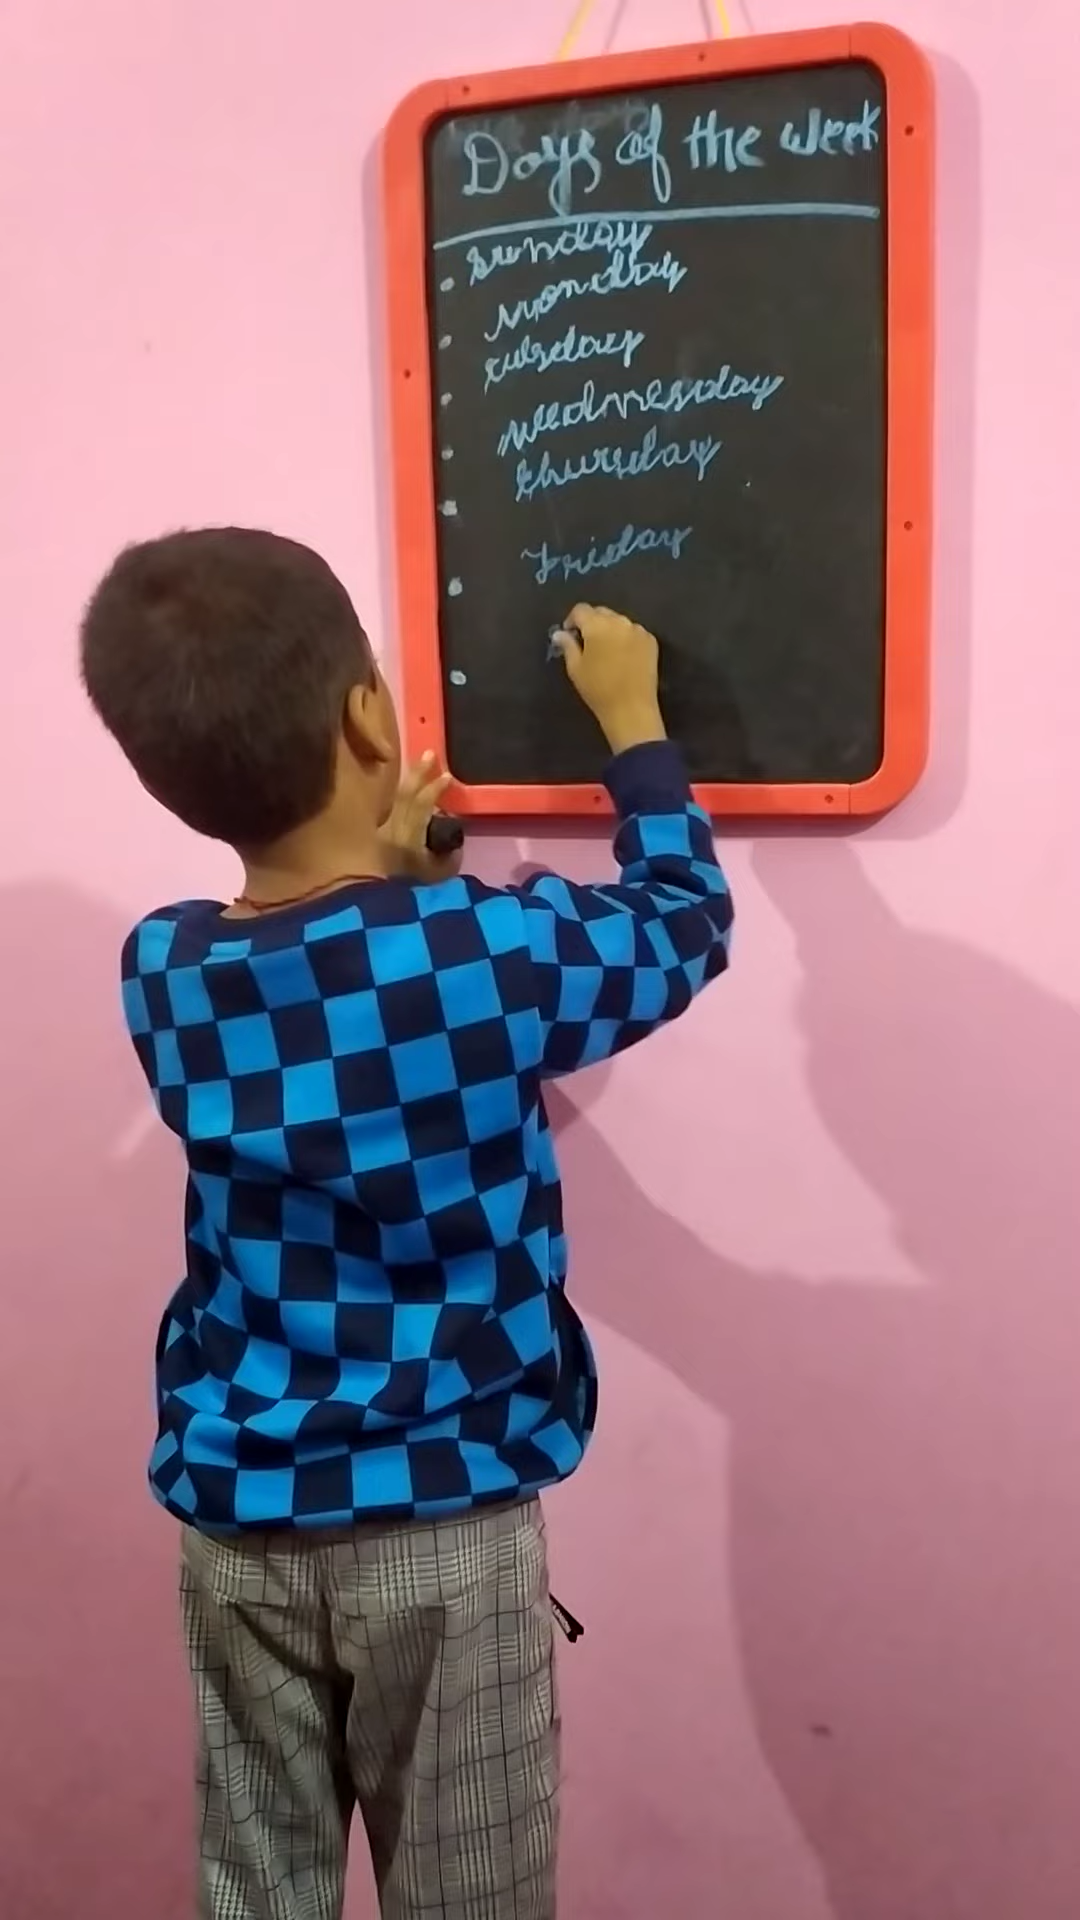 Days of the week
sunday
monday
tuesday
wednesday
thursday
friday